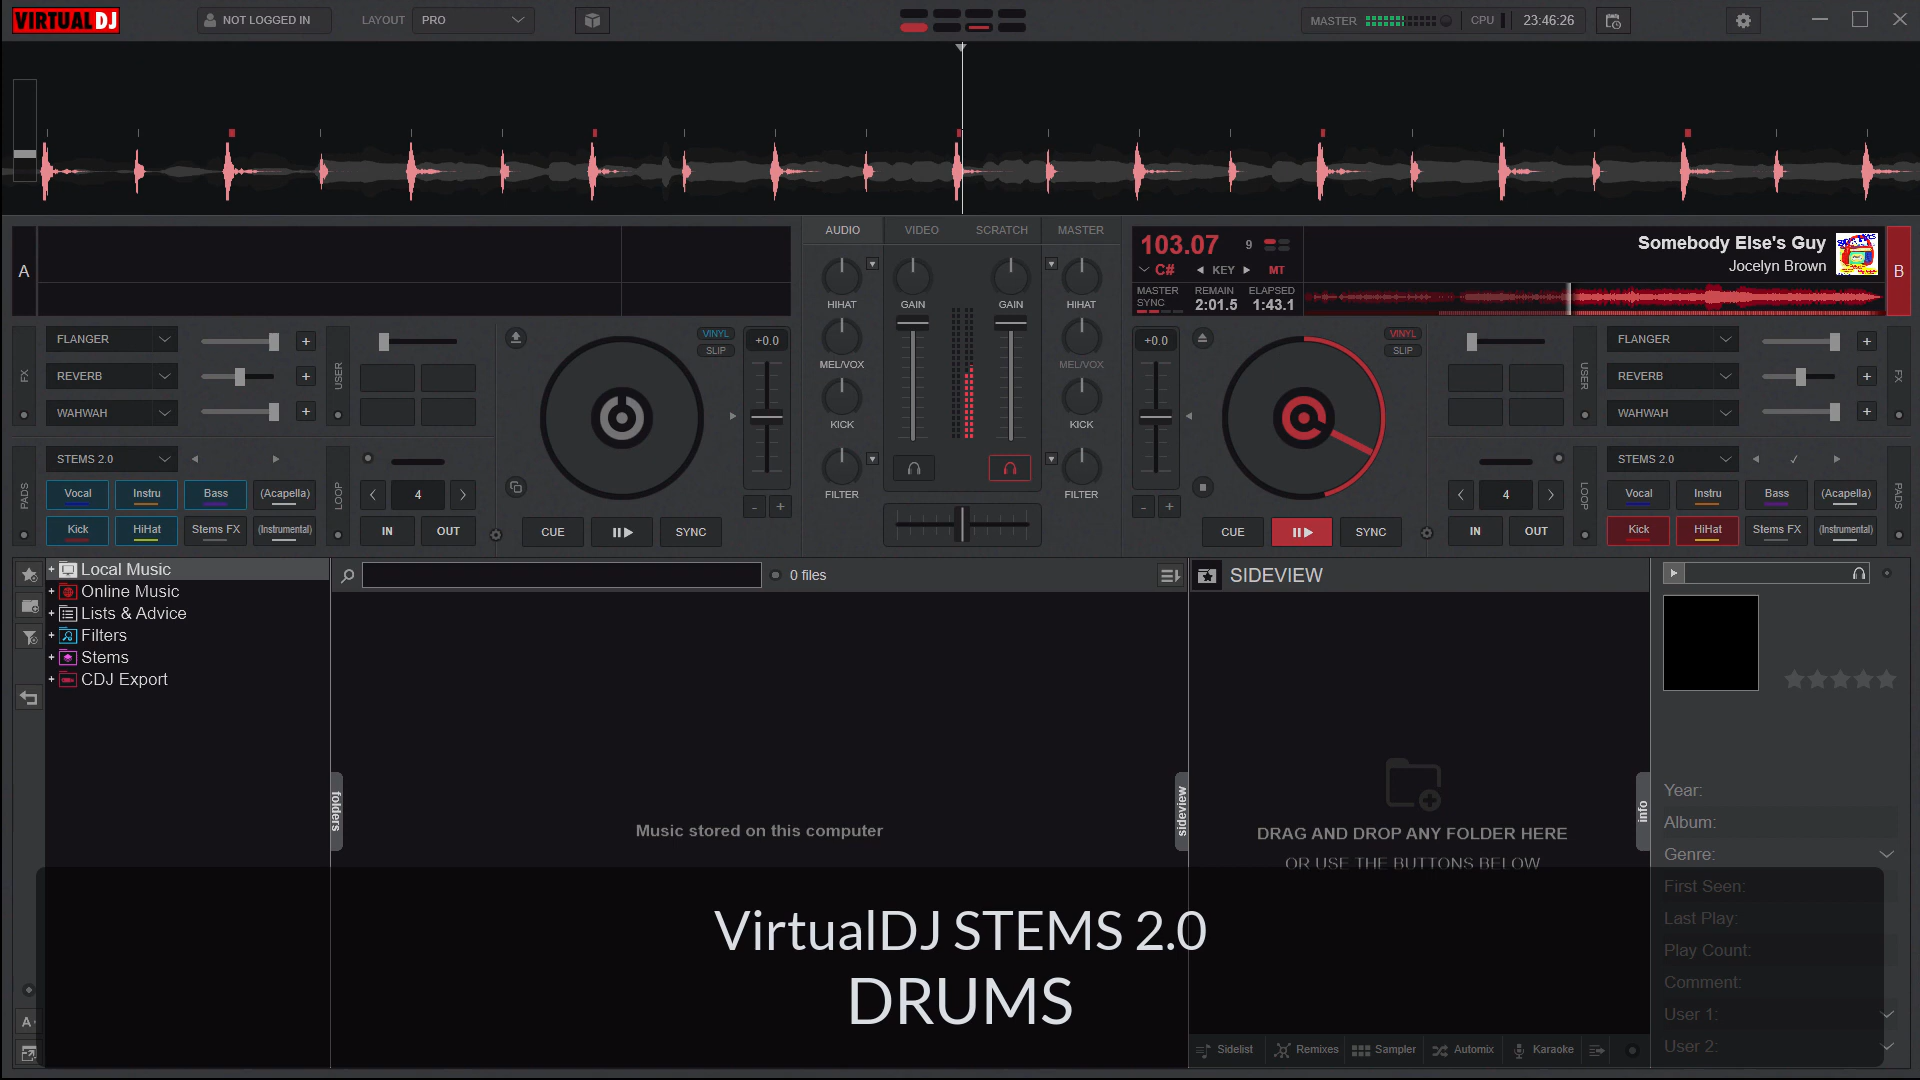 VIRTUAL DJ
NOT LOGGED IN
LAYOUT
PRO
MASTER
CPU
23:46:26
A
AUDIO
VIDEO
SCRATCH
MASTER
HIHAT
GAIN
GAIN
HIHAT
MEL/VOX
MEL/VOX
KICK
KICK
FILTER
FILTER
103.07
9
C#
KEY
MT
MASTER SYNC
REMAIN
2:01.5
ELAPSED
1:43.1
Somebody Else's Guy
Jocelyn Brown
B
FX
FLANGER
REVERB
WAHWAH
USER
VINYL
SLIP
+0.0
+0.0
VINYL
SLIP
USER
FLANGER
REVERB
WAHWAH
FX
PADS
STEMS 2.0
Vocal
Instru
Bass
(Acapella)
Kick
HiHat
Stems FX
(Instrumental)
LOOP
4
IN
OUT
CUE
SYNC
- +
- +
CUE
SYNC
4
IN
OUT
LOOP
STEMS 2.0
Vocal
Instru
Bass
(Acapella)
Kick
HiHat
Stems FX
(Instrumental)
PADS
Local Music
Online Music
Lists & Advice
Filters
Stems
CDJ Export
folders
0 files
Music stored on this computer
sideview
SIDEVIEW
DRAG AND DROP ANY FOLDER HERE
OR USE THE BUTTONS BELOW
info
Year:
Album:
Genre:
First Seen:
Last Play:
Play Count:
Comment:
User 1:
User 2:
VirtualDJ STEMS 2.0
DRUMS
A
Sidelist
Remixes
Sampler
Automix
Karaoke